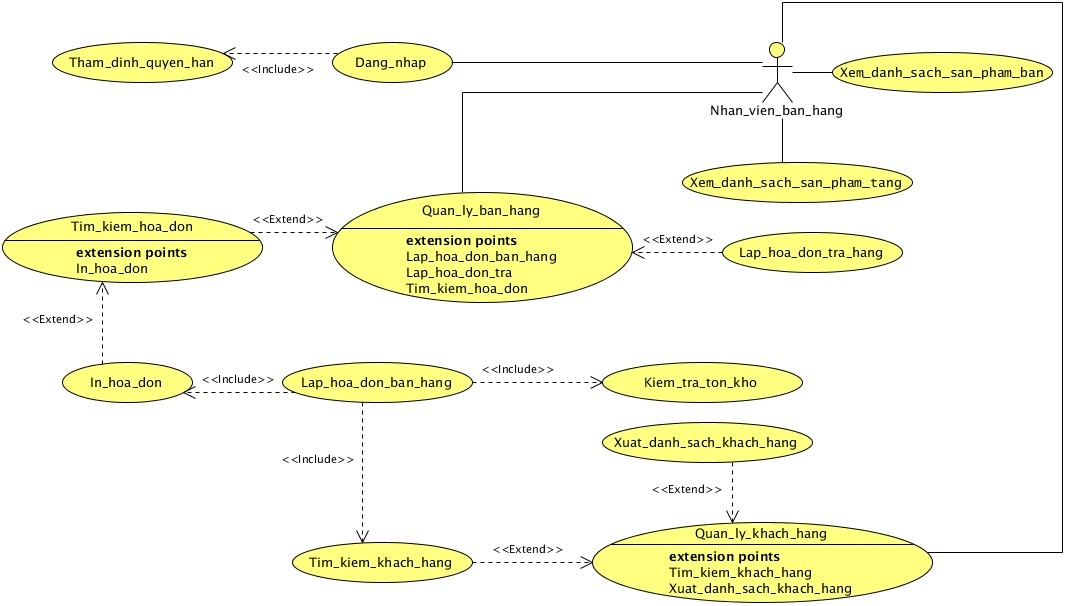 Tham_dinh_quyen_han
<<Include>>
Dang_nhap
Xem_danh_sach_san_pham_ban
Nhan_vien_ban_hang
Xem_danh_sach_san_pham_tang
Tim_kiem_hoa_don
extension points
In_hoa_don
<<Extend>>
Quan_ly_ban_hang
extension points
Lap_hoa_don_ban_hang
Lap_hoa_don_tra
Tim_kiem_hoa_don
<<Extend>>
Lap_hoa_don_tra_hang
<<Extend>>
In_hoa_don
<<Include>>
Lap_hoa_don_ban_hang
<<Include>>
Kiem_tra_ton_kho
Xuat_danh_sach_khach_hang
<<Include>>
<<Extend>>
Tim_kiem_khach_hang
<<Extend>>
Quan_ly_khach_hang
extension points
Tim_kiem_khach_hang
Xuat_danh_sach_khach_hang